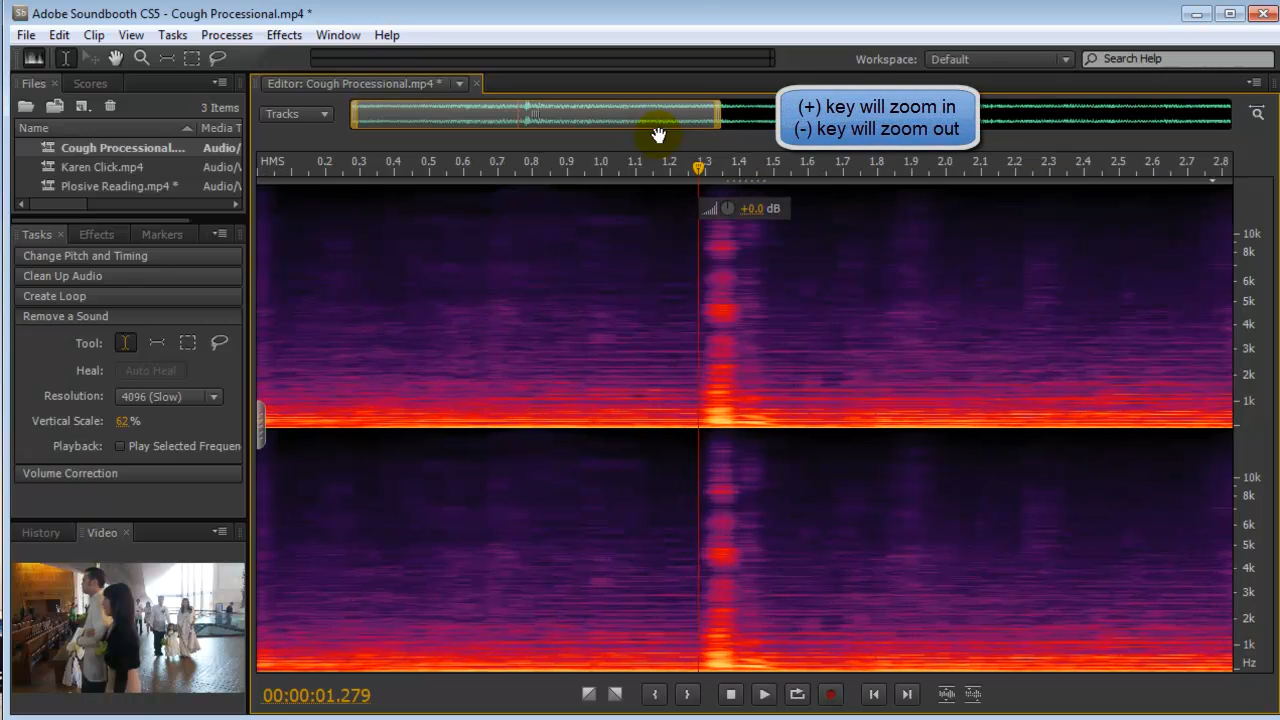 Sb Adobe Soundbooth CS5 - Cough Processional.mp4 *
File Edit Clip View Tasks Processes Effects Window Help
Workspace: Default Search Help
Files × Scores
Editor: Cough Processional.mp4 * ×
3 Items
Tracks
(+) key will zoom in
(-) key will zoom out
Name Media T
Cough Processional.... Audio/
Karen Click.mp4 Audio/
Plosive Reading.mp4 * Audio/
HMS 0.2 0.3 0.4 0.5 0.6 0.7 0.8 0.9 1.0 1.1 1.2 1.3 1.4 1.5 1.6 1.7 1.8 1.9 2.0 2.1 2.2 2.3 2.4 2.5 2.6 2.7 2.8
+0.0 dB
Tasks × Effects Markers
Change Pitch and Timing
Clean Up Audio
Create Loop
Remove a Sound
Tool:
Heal: Auto Heal
Resolution: 4096 (Slow)
Vertical Scale: 62 %
Playback: Play Selected Frequen
Volume Correction
History Video ×
10k
8k
6k
5k
4k
3k
2k
1k
10k
8k
6k
5k
4k
3k
2k
1k
Hz
00:00:01.279